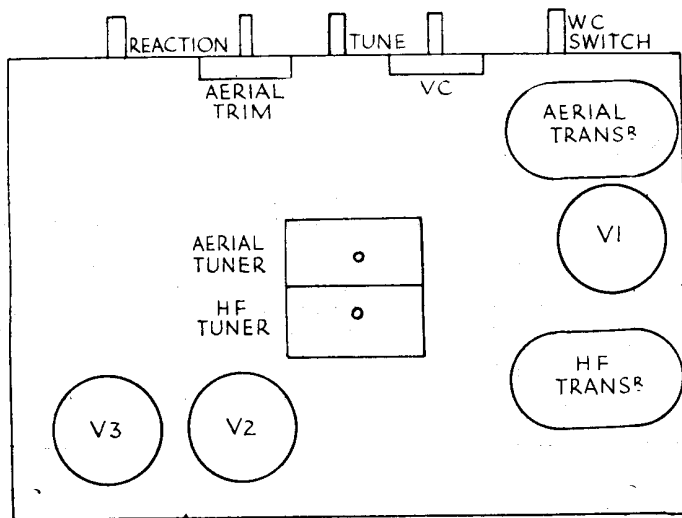 REACTION
TUNE
WC
SWITCH
AERIAL
TRIM
VC
AERIAL
TRANSR
V1
AERIAL
TUNER
HF
TUNER
HF
TRANSR
V3
V2